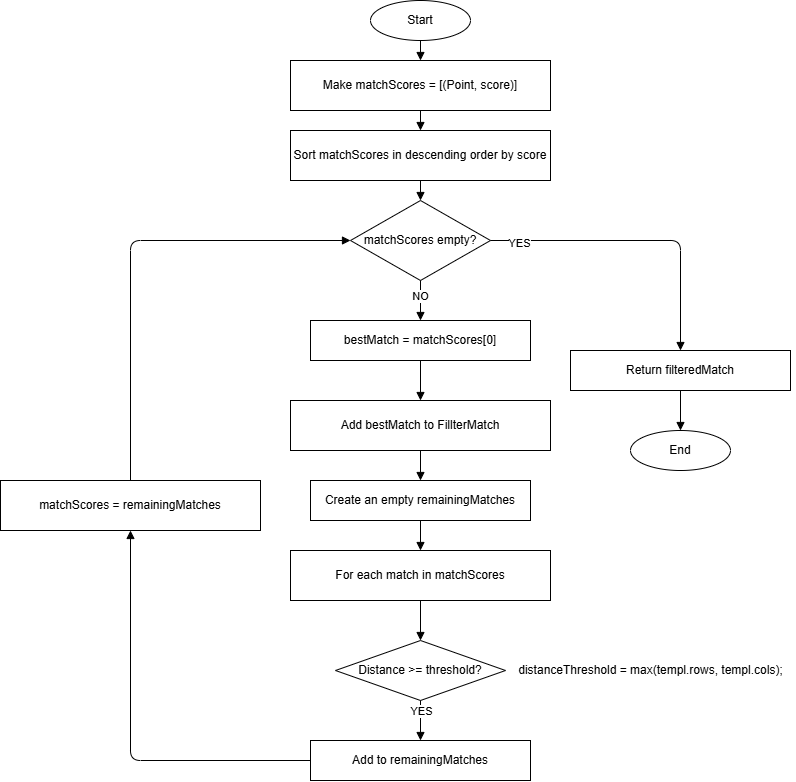 Start
Make matchScores = [(Point, score)]
Sort matchScores in descending order by score
matchScores empty?
YES
NO
bestMatch = matchScores[0]
Return filteredMatch
Add bestMatch to FillterMatch
End
matchScores = remainingMatches
Create an empty remainingMatches
For each match in matchScores
Distance >= threshold?
distanceThreshold = max(templ.rows, templ.cols);
YES
Add to remainingMatches